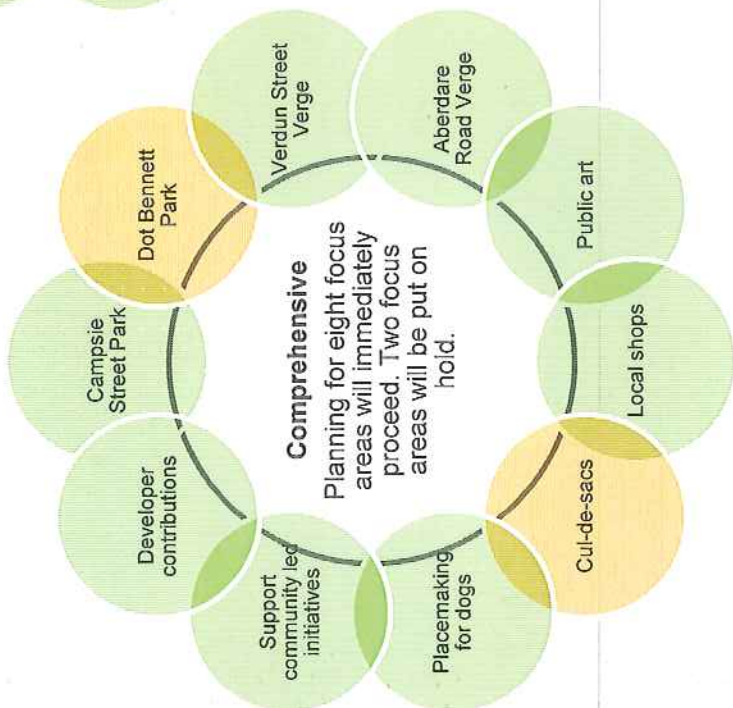 Comprehensive
Planning for eight focus
areas will immediately
proceed. Two focus
areas will be put on
hold.
Campsie
Street Park
Dot Bennett
Park
Verdun Street
Verge
Aberdare
Road Verge
Public art
Local shops
Cul-de-sacs
Placemaking
for dogs
Support
community led
initiatives
Developer
contributions